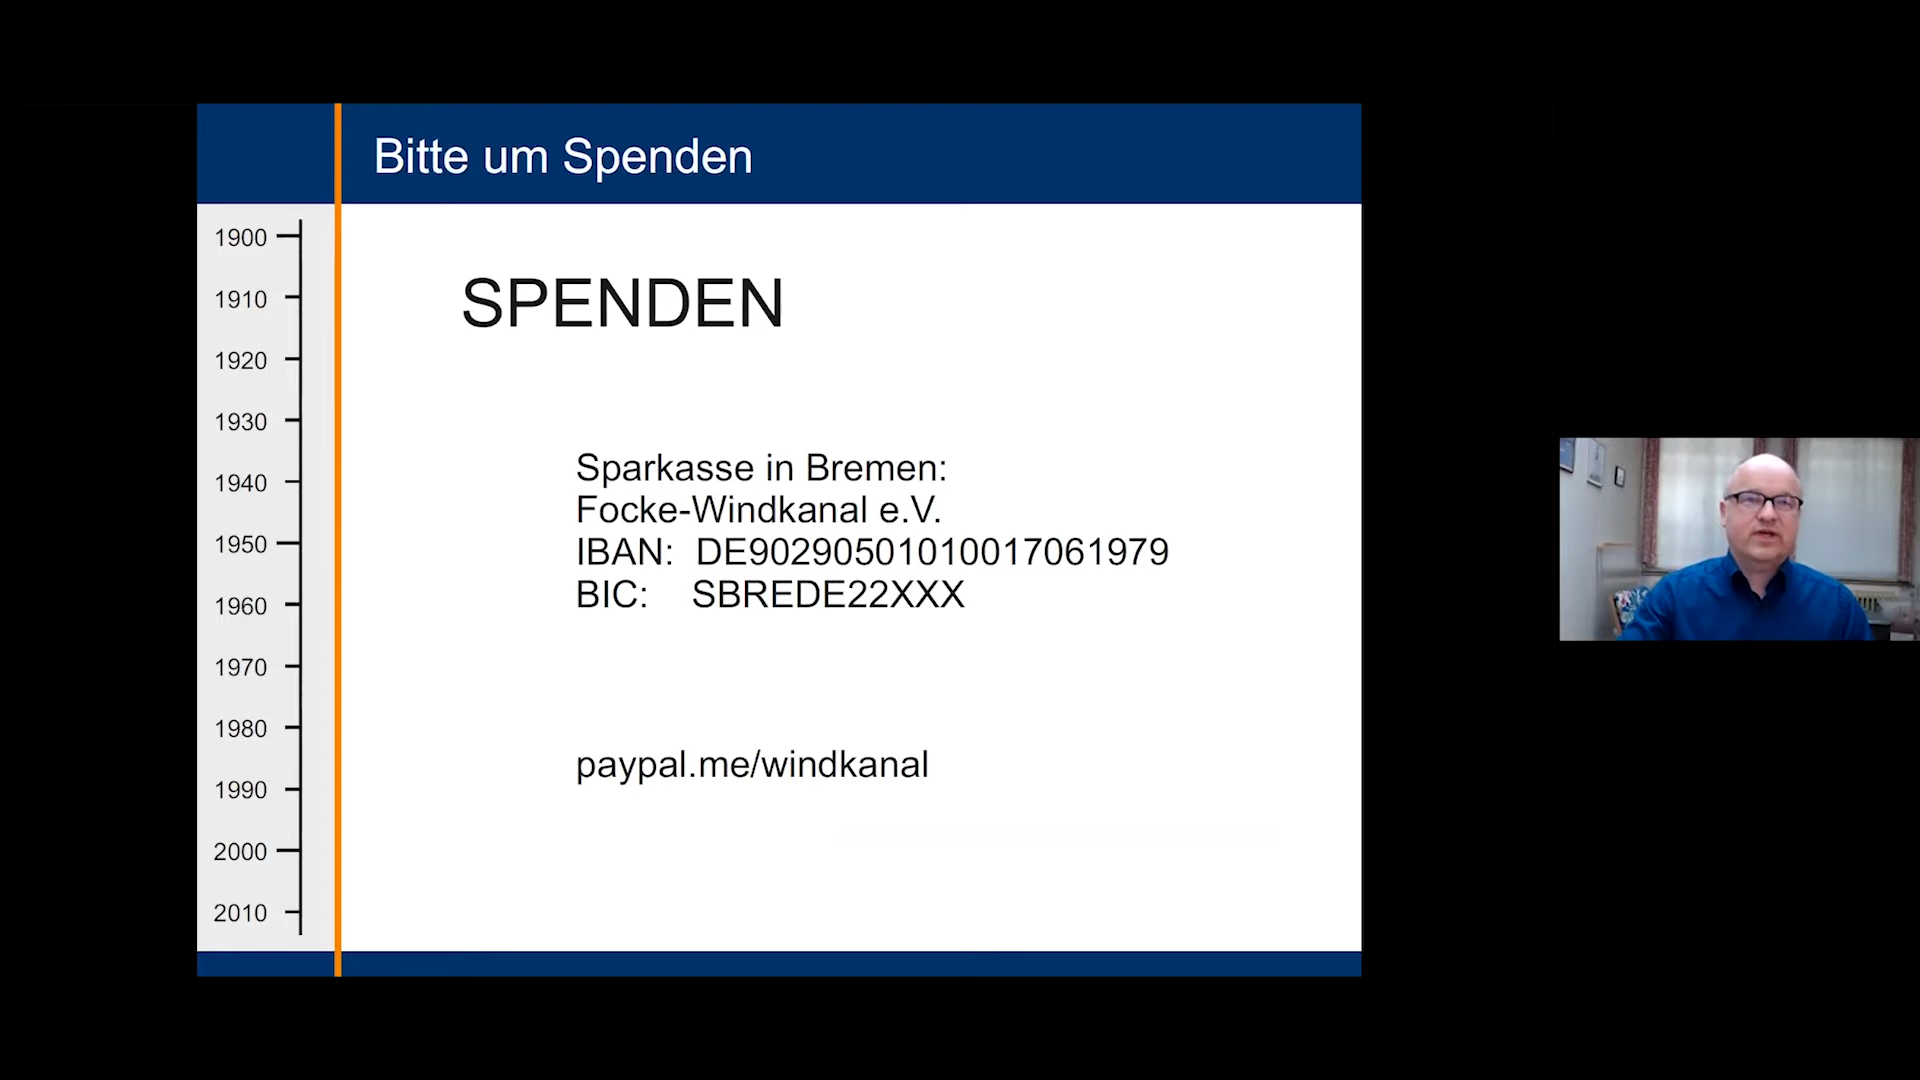 Bitte um Spenden
1900
1910
1920
1930
1940
1950
1960
1970
1980
1990
2000
2010
SPENDEN
Sparkasse in Bremen:
Focke-Windkanal e.V.
IBAN: DE90290501010017061979
BIC: SBREDE22XXX
paypal.me/windkanal